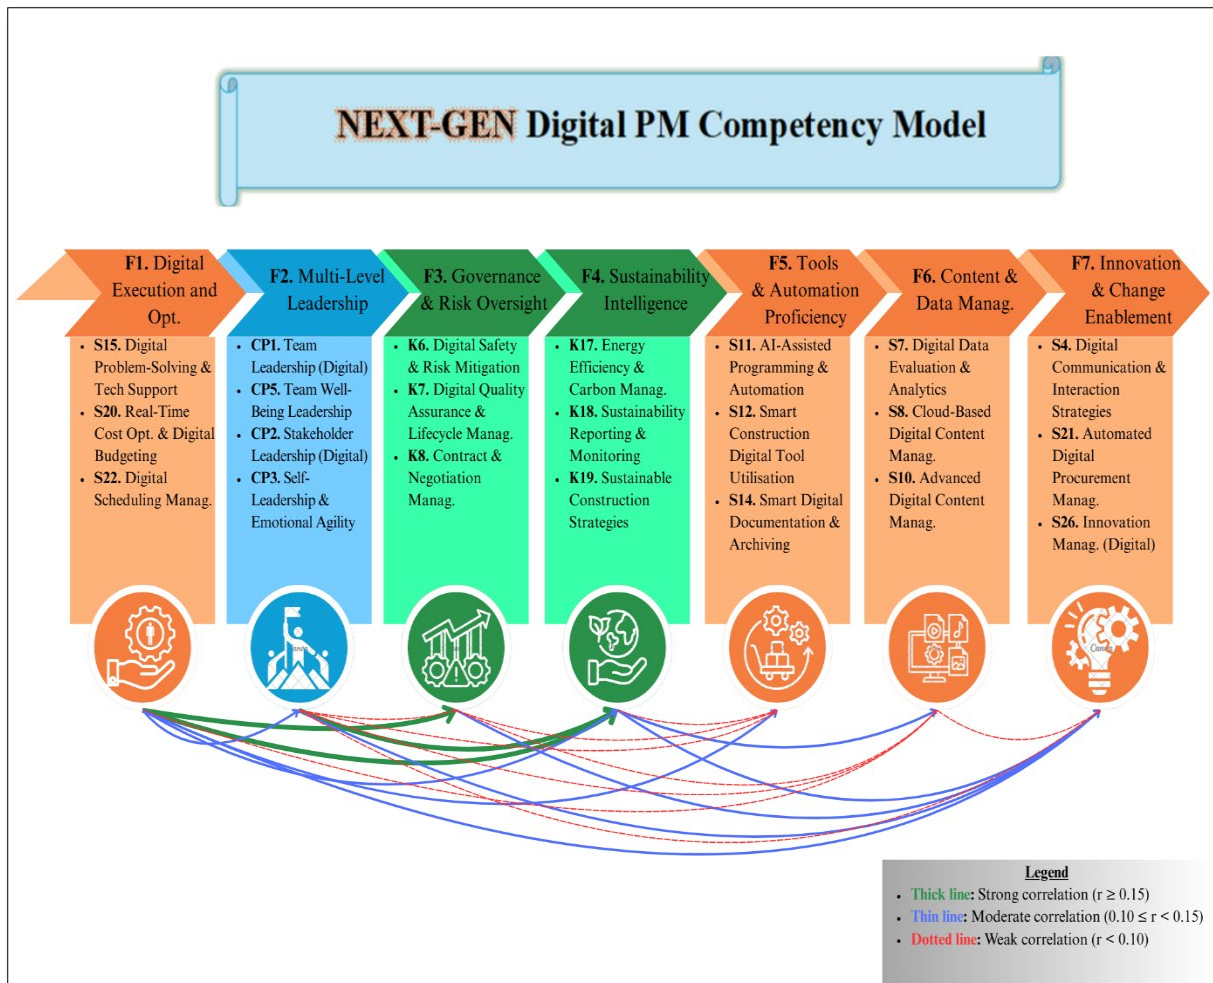 NEXT-GEN Digital PM Competency Model
F1. Digital
Execution and
Opt.
F2. Multi-Level
Leadership
F3. Governance
& Risk Oversight
F4. Sustainability
Intelligence
F5. Tools
& Automation
Proficiency
F6. Content &
Data Manag.
F7. Innovation
& Change
Enablement
• S15. Digital
Problem-Solving &
Tech Support
• S20. Real-Time
Cost Opt. & Digital
Budgeting
• S22. Digital
Scheduling Manag.
• CP1. Team
Leadership (Digital)
• CP5. Team Well-
Being Leadership
• CP2. Stakeholder
Leadership (Digital)
• CP3. Self-
Leadership &
Emotional Agility
• K6. Digital Safety
& Risk Mitigation
• K7. Digital Quality
Assurance &
Lifecycle Manag.
• K8. Contract &
Negotiation
Manag.
• K17. Energy
Efficiency &
Carbon Manag.
• K18. Sustainability
Reporting &
Monitoring
• K19. Sustainable
Construction
Strategies
• S11. AI-Assisted
Programming &
Automation
• S12. Smart
Construction
Digital Tool
Utilisation
• S14. Smart Digital
Documentation &
Archiving
• S7. Digital Data
Evaluation &
Analytics
• S8. Cloud-Based
Digital Content
Manag.
• S10. Advanced
Digital Content
Manag.
• S4. Digital
Communication &
Interaction
Strategies
• S21. Automated
Digital
Procurement
Manag.
• S26. Innovation
Manag. (Digital)
Canva
Legend
• Thick line: Strong correlation (r ≥ 0.15)
• Thin line: Moderate correlation (0.10 ≤ r < 0.15)
• Dotted line: Weak correlation (r < 0.10)